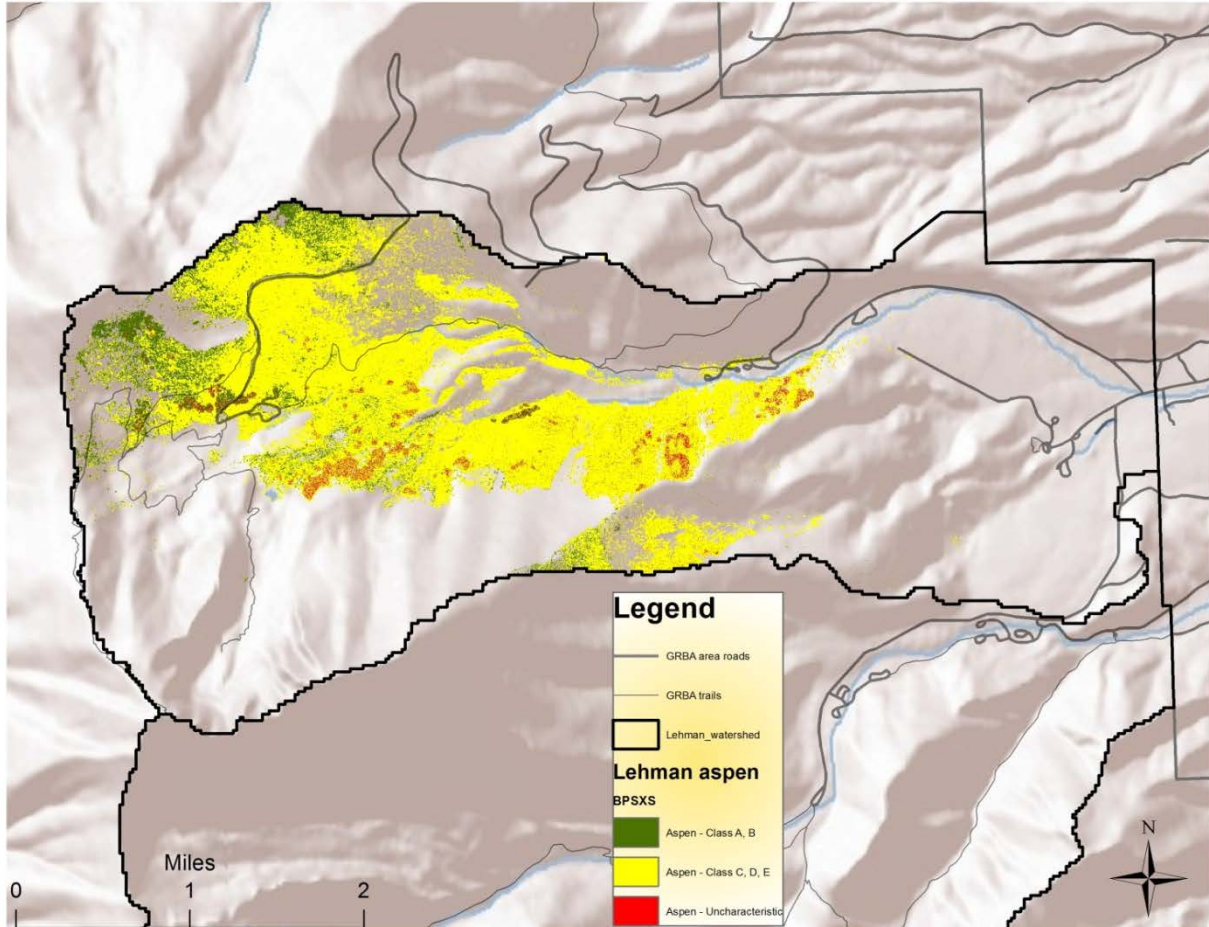 Legend
GRBA area roads
GRBA trails
Lehman_watershed
Lehman aspen
BPSXS
Aspen - Class A, B
Aspen - Class C, D, E
Aspen - Uncharacteristic
Miles
0 1 2
N